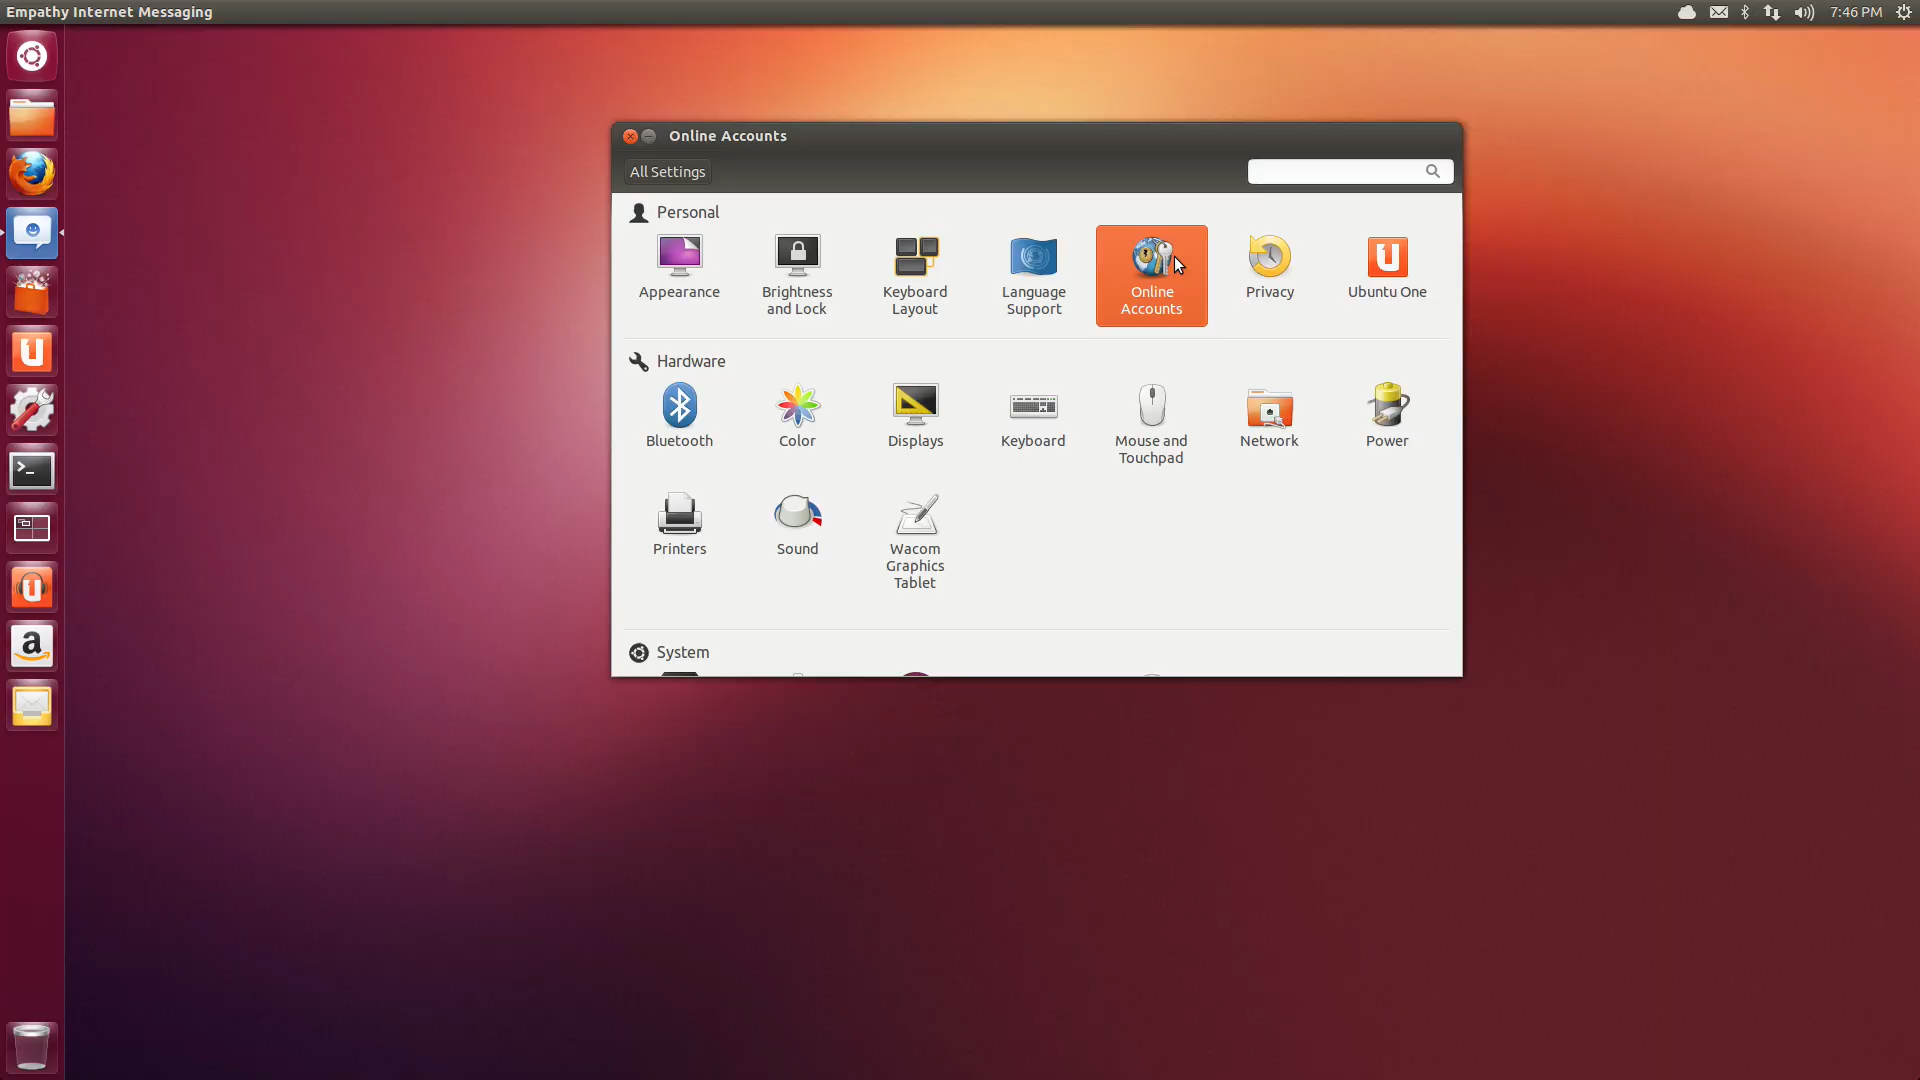 Empathy Internet Messaging
7:46 PM
Online Accounts
All Settings
Personal
Appearance
Brightness
and Lock
Keyboard
Layout
Language
Support
Online
Accounts
Privacy
Ubuntu One
Hardware
Bluetooth
Color
Displays
Keyboard
Mouse and
Touchpad
Network
Power
Printers
Sound
Wacom
Graphics
Tablet
System